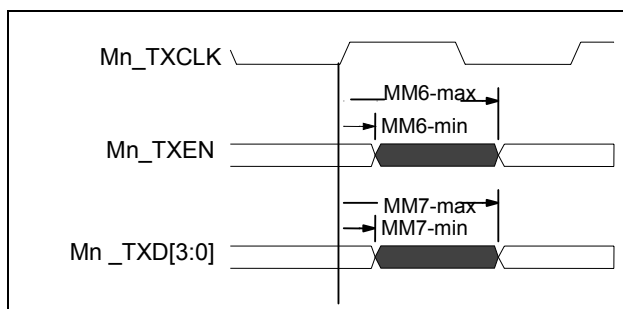 Mn_TXCLK
MM6-max
MM6-min
Mn_TXEN
MM7-max
MM7-min
Mn _TXD[3:0]